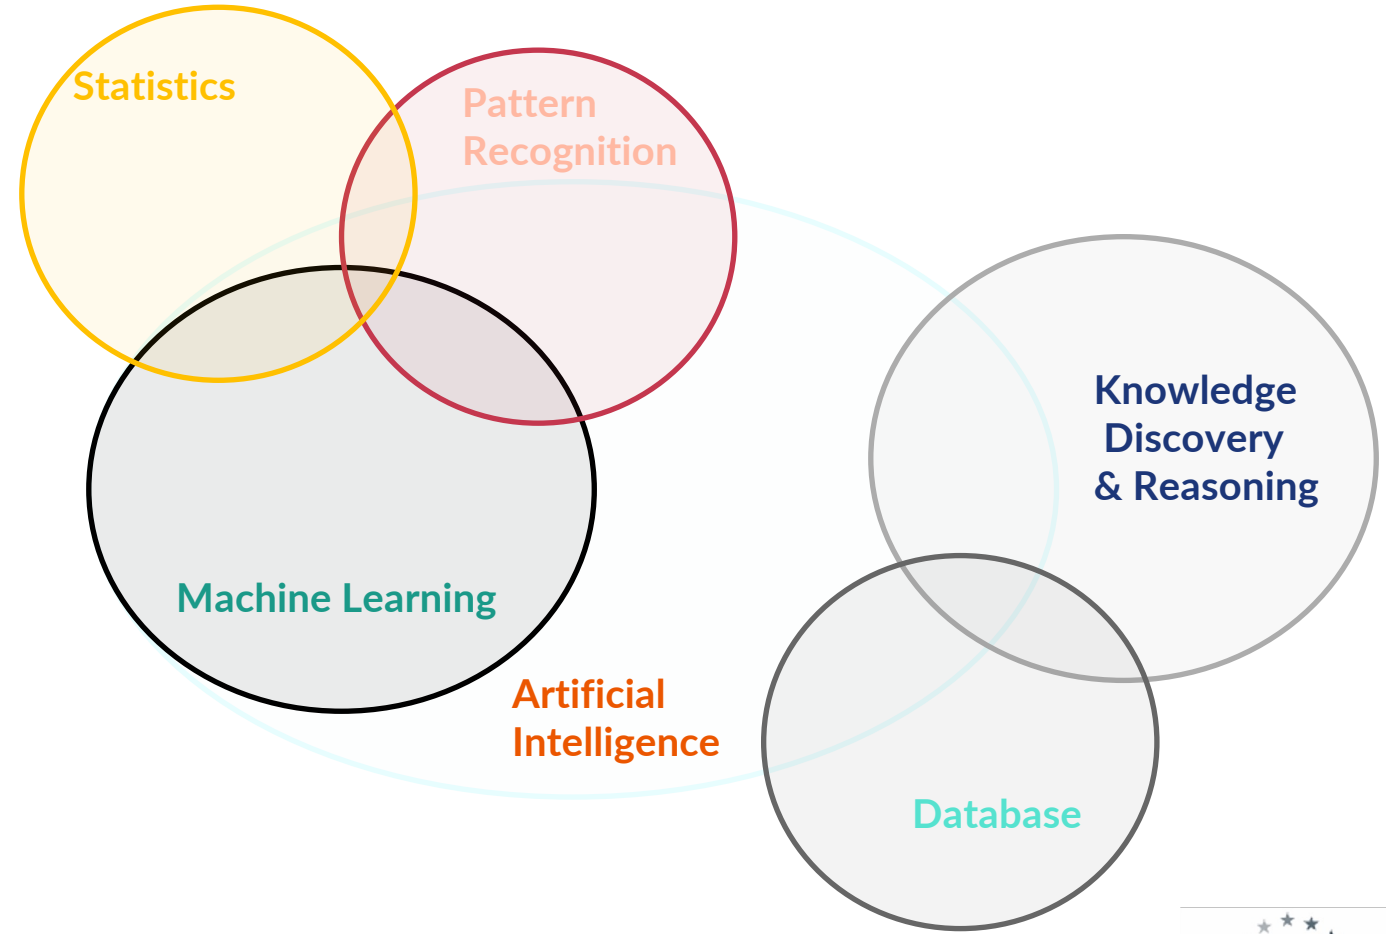 Statistics
Pattern
Recognition
Knowledge
Discovery
& Reasoning
Machine Learning
Artificial
Intelligence
Database